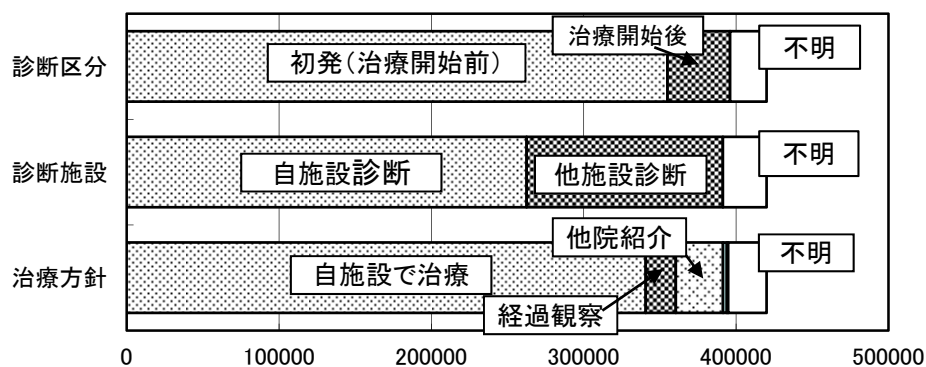 診断区分
初発(治療開始前)
治療開始後
不明
診断施設
自施設診断
他施設診断
不明
治療方針
自施設で治療
経過観察
他院紹介
不明
0 100000 200000 300000 400000 500000